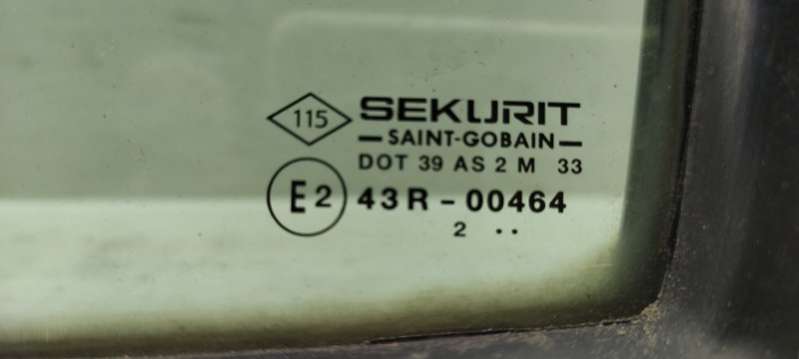 115 SEKURIT
SAINT-GOBAIN
DOT 39 AS 2 M 33
E2 43R-00464
2 ..